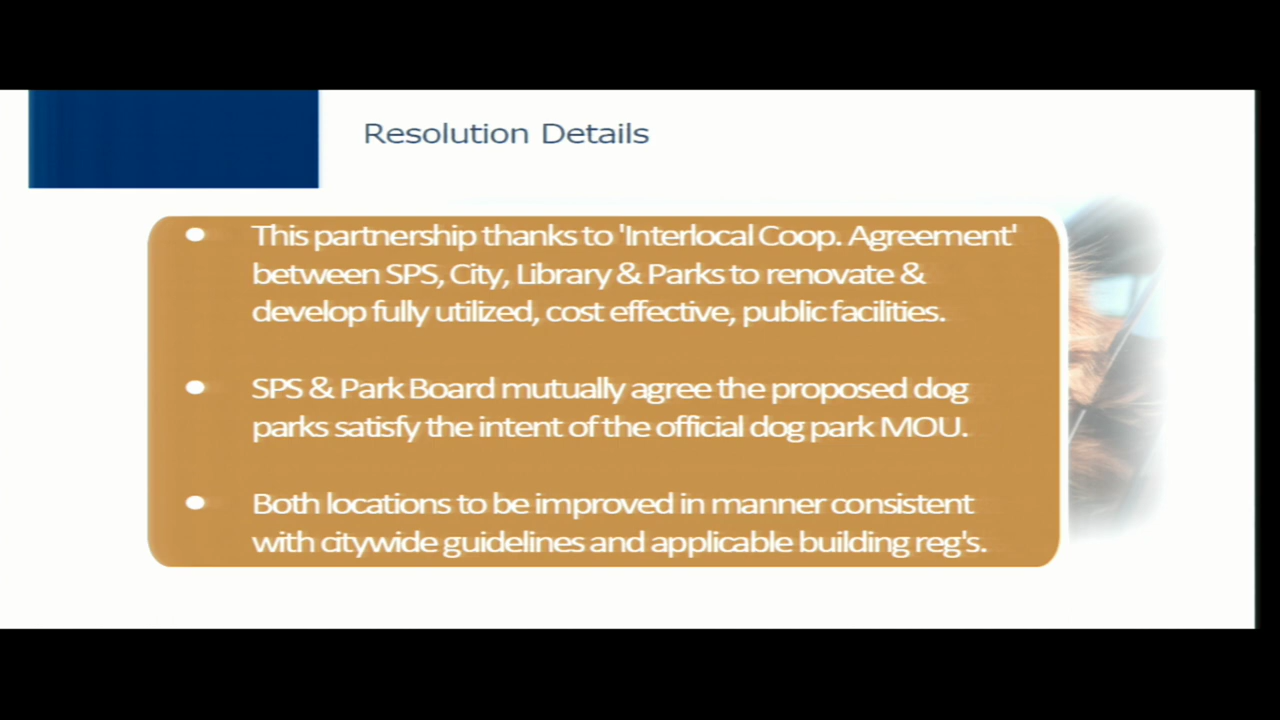 Resolution Details
• This partnership thanks to 'Interlocal Coop. Agreement'
between SPS, City, Library & Parks to renovate &
develop fully utilized, cost effective, public facilities.
• SPS & Park Board mutually agree the proposed dog
parks satisfy the intent of the official dog park MOU.
• Both locations to be improved in manner consistent
with citywide guidelines and applicable building reg's.